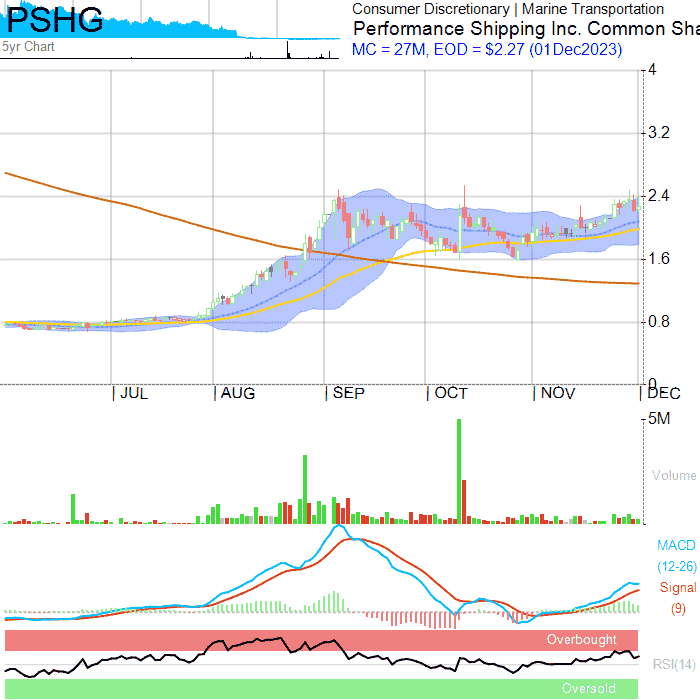 PSHG
5yr Chart
Consumer Discretionary | Marine Transportation
Performance Shipping Inc. Common Sha
MC = 27M, EOD = $2.27 (01Dec2023)
4
3.2
2.4
1.6
0.8
0
JUL AUG SEP OCT NOV DEC
5M
Volume
MACD
(12-26)
Signal
(9)
Overbought
RSI(14)
Oversold